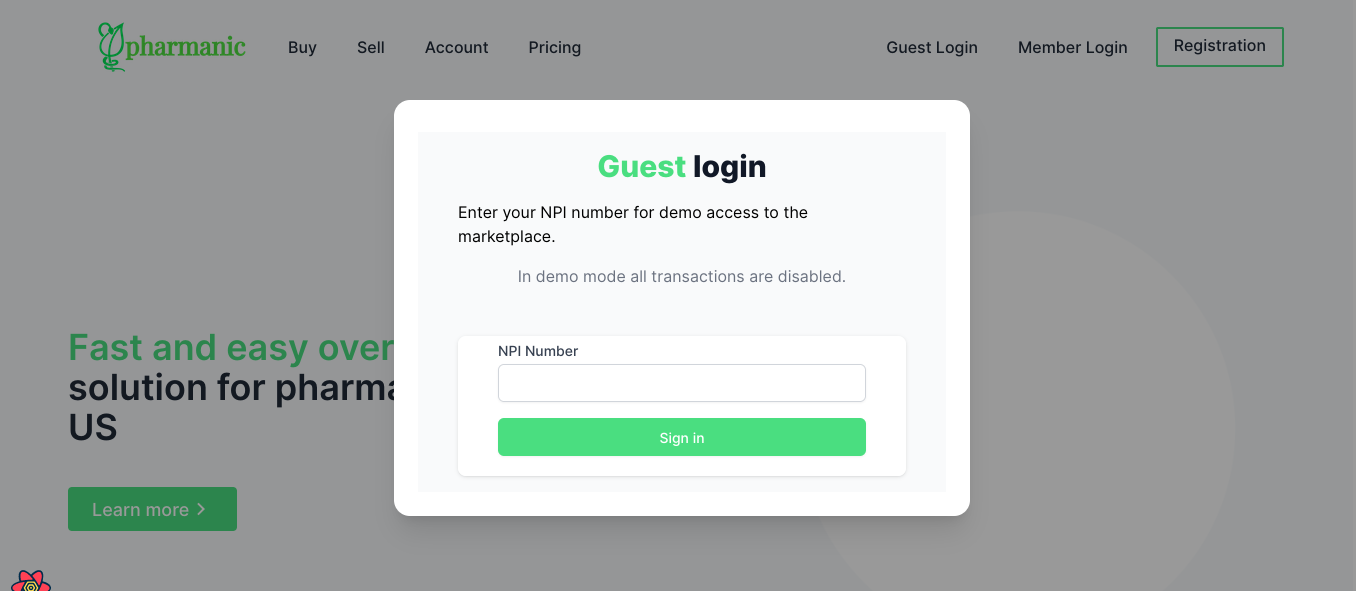 pharmanic
Buy
Sell
Account
Pricing
Guest Login
Member Login
Registration
Guest login
Enter your NPI number for demo access to the
marketplace.
In demo mode all transactions are disabled.
NPI Number
Sign in
Fast and easy over
solution for pharma
US
Learn more